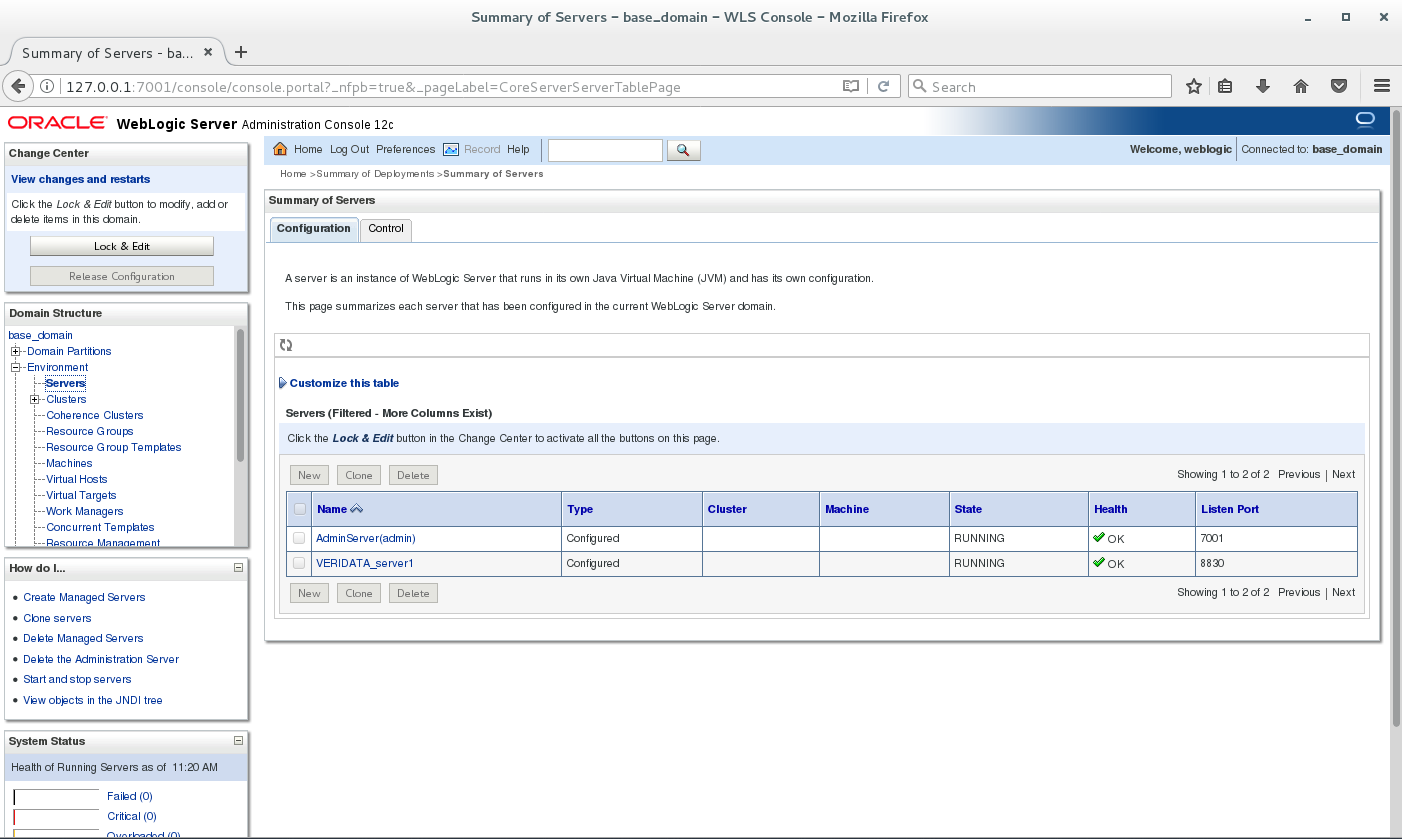 Summary of Servers – base_domain – WLS Console – Mozilla Firefox
Summary of Servers - ba...
127.0.0.1:7001/console/console.portal?_nfpb=true&_pageLabel=CoreServerServerTablePage
Search
ORACLE WebLogic Server Administration Console 12c
Change Center
View changes and restarts
Click the Lock & Edit button to modify, add or
delete items in this domain.
Lock & Edit
Release Configuration
Domain Structure
base_domain
Domain Partitions
Environment
Servers
Clusters
Coherence Clusters
Resource Groups
Resource Group Templates
Machines
Virtual Hosts
Virtual Targets
Work Managers
Concurrent Templates
Resource Management
How do I...
Create Managed Servers
Clone servers
Delete Managed Servers
Delete the Administration Server
Start and stop servers
View objects in the JNDI tree
System Status
Health of Running Servers as of 11:20 AM
Failed (0)
Critical (0)
Overloaded (0)
Home Log Out Preferences Record Help
Welcome, weblogic Connected to: base_domain
Home >Summary of Deployments >Summary of Servers
Summary of Servers
Configuration Control
A server is an instance of WebLogic Server that runs in its own Java Virtual Machine (JVM) and has its own configuration.
This page summarizes each server that has been configured in the current WebLogic Server domain.
Customize this table
Servers (Filtered - More Columns Exist)
Click the Lock & Edit button in the Change Center to activate all the buttons on this page.
New Clone Delete Showing 1 to 2 of 2 Previous | Next
Name Type Cluster Machine State Health Listen Port
AdminServer(admin) Configured RUNNING OK 7001
VERIDATA_server1 Configured RUNNING OK 8830
New Clone Delete Showing 1 to 2 of 2 Previous | Next